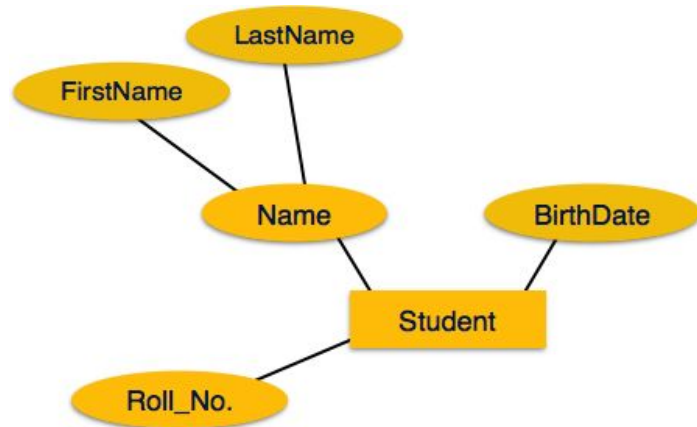 LastName
FirstName
Name
BirthDate
Student
Roll_No.